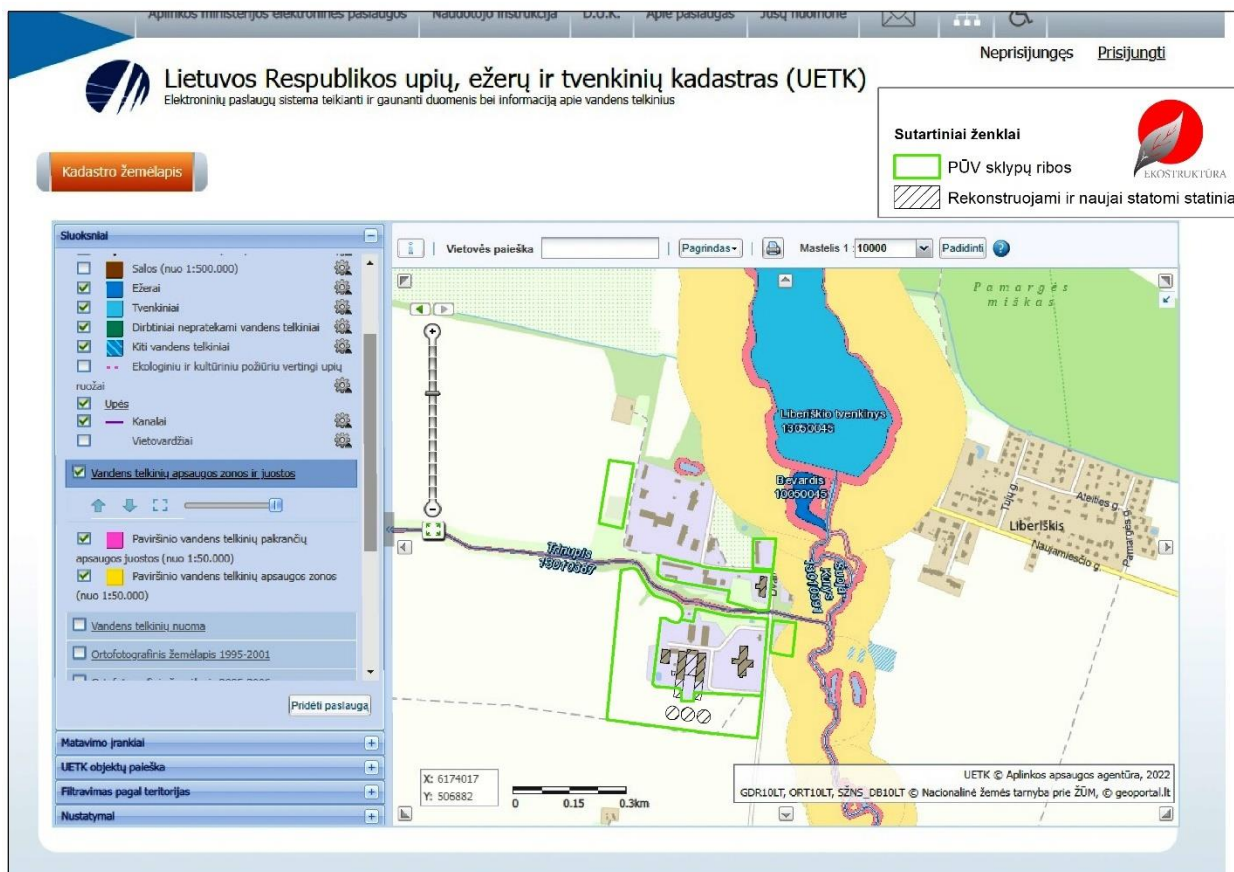 Aplinkos ministerijos elektroninės paslaugos
Naudotojo instrukcija
D.U.K.
Apie paslaugas
Jūsų nuomonė
Neprisijungęs
Prisijungti
Lietuvos Respublikos upių, ežerų ir tvenkinių kadastras (UETK)
Elektroninių paslaugų sistema teikianti ir gaunanti duomenis bei informaciją apie vandens telkinius
Sutartiniai ženklai
PŪV sklypų ribos
Rekonstruojami ir naujai statomi statinia
EKOSTRUKTŪRA
Kadastro žemėlapis
Sluoksniai
Salos (nuo 1:500.000)
Ežerai
Tvenkiniai
Dirbtiniai nepratekami vandens telkiniai
Kiti vandens telkiniai
Ekologiniu ir kultūriniu požiūriu vertingi upių
ruožai
Upės
Kanalai
Vietovardžiai
Vandens telkinių apsaugos zonos ir juostos
Paviršinio vandens telkinių pakrančių
apsaugos juostos (nuo 1:50.000)
Paviršinio vandens telkinių apsaugos zonos
(nuo 1:50.000)
Vandens telkinių nuoma
Ortofotografinis žemėlapis 1995-2001
Pridėti paslaugą
Matavimo įrankiai
UETK objektų paieška
Filtravimas pagal teritorijas
Nustatymai
Vietovės paieška
Pagrindas
Mastelis 1 : 10000
Padidinti
Pamargės
miškas
Liberiškio tvenkinys
13050045
Bevardis
10050045
Liberiškis
Tujų g.
Ateities g.
Pamargės g.
Naujamiesčio g.
X: 6174017
Y: 506882
0 0.15 0.3km
UETK © Aplinkos apsaugos agentūra, 2022
GDR10LT, ORT10LT, SŽNS_DB10LT © Nacionalinė žemės tarnyba prie ŽŪM, © geoportal.lt